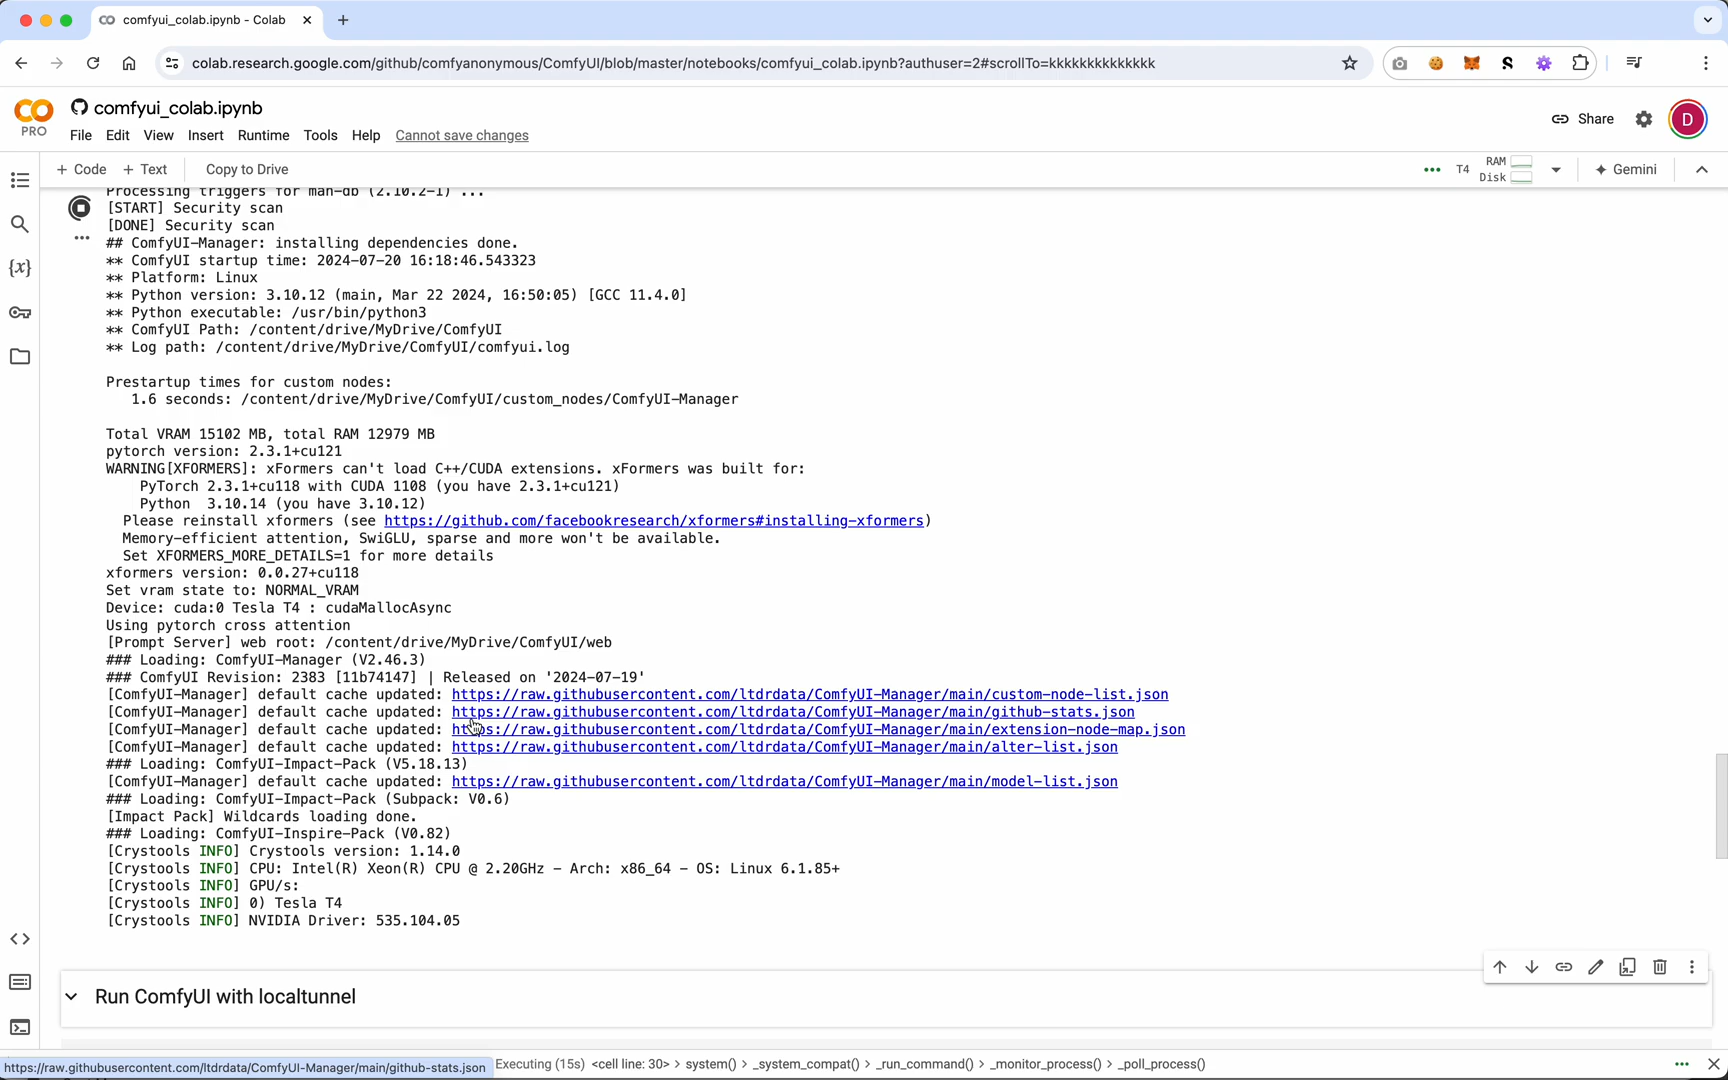 comfyui_colab.ipynb - Colab
colab.research.google.com/github/comfyanonymous/ComfyUI/blob/master/notebooks/comfyui_colab.ipynb?authuser=2#scrollTo=kkkkkkkkkkkkkk
CO
PRO
comfyui_colab.ipynb
File Edit View Insert Runtime Tools Help Cannot save changes
Share
D
+ Code + Text Copy to Drive
T4 RAM Disk
Gemini
Processing triggers for man-db (2.10.2-1) ...
[START] Security scan
[DONE] Security scan
## ComfyUI-Manager: installing dependencies done.
** ComfyUI startup time: 2024-07-20 16:18:46.543323
** Platform: Linux
** Python version: 3.10.12 (main, Mar 22 2024, 16:50:05) [GCC 11.4.0]
** Python executable: /usr/bin/python3
** ComfyUI Path: /content/drive/MyDrive/ComfyUI
** Log path: /content/drive/MyDrive/ComfyUI/comfyui.log
Prestartup times for custom nodes:
1.6 seconds: /content/drive/MyDrive/ComfyUI/custom_nodes/ComfyUI-Manager
Total VRAM 15102 MB, total RAM 12979 MB
pytorch version: 2.3.1+cu121
WARNING[XFORMERS]: xFormers can't load C++/CUDA extensions. xFormers was built for:
PyTorch 2.3.1+cu118 with CUDA 1108 (you have 2.3.1+cu121)
Python  3.10.14 (you have 3.10.12)
Please reinstall xformers (see https://github.com/facebookresearch/xformers#installing-xformers)
Memory-efficient attention, SwiGLU, sparse and more won't be available.
Set XFORMERS_MORE_DETAILS=1 for more details
xformers version: 0.0.27+cu118
Set vram state to: NORMAL_VRAM
Device: cuda:0 Tesla T4 : cudaMallocAsync
Using pytorch cross attention
[Prompt Server] web root: /content/drive/MyDrive/ComfyUI/web
### Loading: ComfyUI-Manager (V2.46.3)
### ComfyUI Revision: 2383 [11b74147] | Released on '2024-07-19'
[ComfyUI-Manager] default cache updated: https://raw.githubusercontent.com/ltdrdata/ComfyUI-Manager/main/custom-node-list.json
[ComfyUI-Manager] default cache updated: https://raw.githubusercontent.com/ltdrdata/ComfyUI-Manager/main/github-stats.json
[ComfyUI-Manager] default cache updated: https://raw.githubusercontent.com/ltdrdata/ComfyUI-Manager/main/extension-node-map.json
[ComfyUI-Manager] default cache updated: https://raw.githubusercontent.com/ltdrdata/ComfyUI-Manager/main/alter-list.json
### Loading: ComfyUI-Impact-Pack (V5.18.13)
[ComfyUI-Manager] default cache updated: https://raw.githubusercontent.com/ltdrdata/ComfyUI-Manager/main/model-list.json
### Loading: ComfyUI-Impact-Pack (Subpack: V0.6)
[Impact Pack] Wildcards loading done.
### Loading: ComfyUI-Inspire-Pack (V0.82)
[Crystools INFO] Crystools version: 1.14.0
[Crystools INFO] CPU: Intel(R) Xeon(R) CPU @ 2.20GHz - Arch: x86_64 - OS: Linux 6.1.85+
[Crystools INFO] GPU/s:
[Crystools INFO] 0) Tesla T4
[Crystools INFO] NVIDIA Driver: 535.104.05
Run ComfyUI with localtunnel
https://raw.githubusercontent.com/ltdrdata/ComfyUI-Manager/main/github-stats.json
Executing (15s) <cell line: 30> > system() > _system_compat() > _run_command() > _monitor_process() > _poll_process()